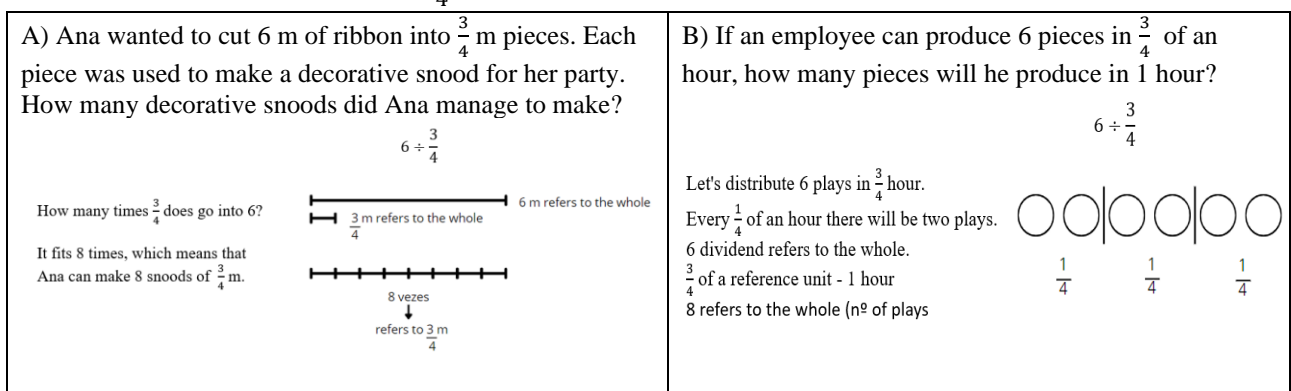 4
A) Ana wanted to cut 6 m of ribbon into 3/4 m pieces. Each
piece was used to make a decorative snood for her party.
How many decorative snoods did Ana manage to make?
6 ÷ 3/4
How many times 3/4 does go into 6?
It fits 8 times, which means that
Ana can make 8 snoods of 3/4 m.
6 m refers to the whole
3/4 m refers to the whole
8 vezes
refers to 3/4 m
B) If an employee can produce 6 pieces in 3/4 of an
hour, how many pieces will he produce in 1 hour?
6 ÷ 3/4
Let's distribute 6 plays in 3/4 hour.
Every 1/4 of an hour there will be two plays.
6 dividend refers to the whole.
3/4 of a reference unit - 1 hour
8 refers to the whole (nº of plays
1/4 1/4 1/4